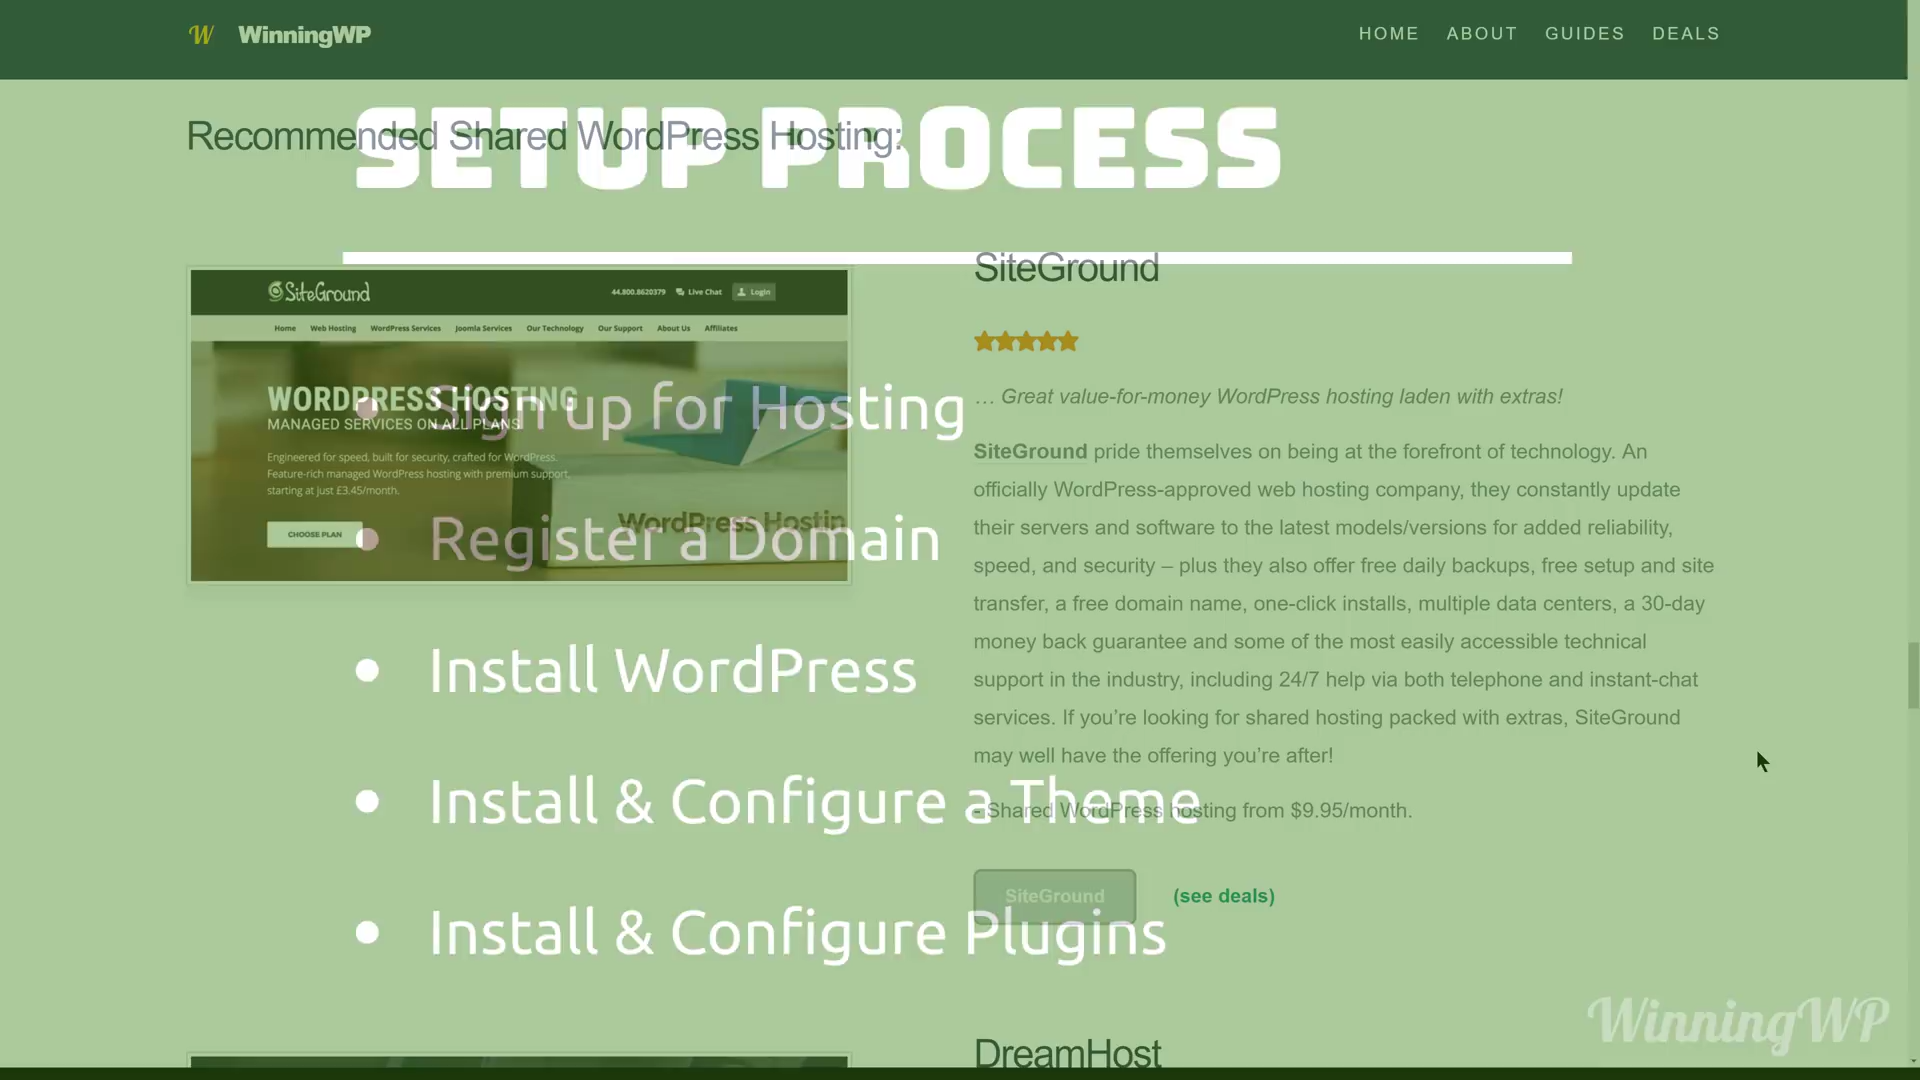 W WinningWP
HOME ABOUT GUIDES DEALS
SETUP PROCESS
Recommended Shared WordPress Hosting:
SiteGround
44.800.8620379 Live Chat Login
Home Web Hosting WordPress Services Joomla Services Our Technology Our Support About Us Affiliates
WORDPRESS HOSTING
MANAGED SERVICES ON ALL PLANS
Engineered for speed, built for security, crafted for WordPress.
Feature-rich managed WordPress hosting with premium support,
starting at just £3.45/month.
CHOOSE PLAN
WordPress Hostin
• Sign up for Hosting
• Register a Domain
• Install WordPress
• Install & Configure a Theme
• Install & Configure Plugins
SiteGround
… Great value-for-money WordPress hosting laden with extras!
SiteGround pride themselves on being at the forefront of technology. An
officially WordPress-approved web hosting company, they constantly update
their servers and software to the latest models/versions for added reliability,
speed, and security – plus they also offer free daily backups, free setup and site
transfer, a free domain name, one-click installs, multiple data centers, a 30-day
money back guarantee and some of the most easily accessible technical
support in the industry, including 24/7 help via both telephone and instant-chat
services. If you're looking for shared hosting packed with extras, SiteGround
may well have the offering you're after!
- Shared WordPress hosting from $9.95/month.
SiteGround (see deals)
DreamHost
WinningWP